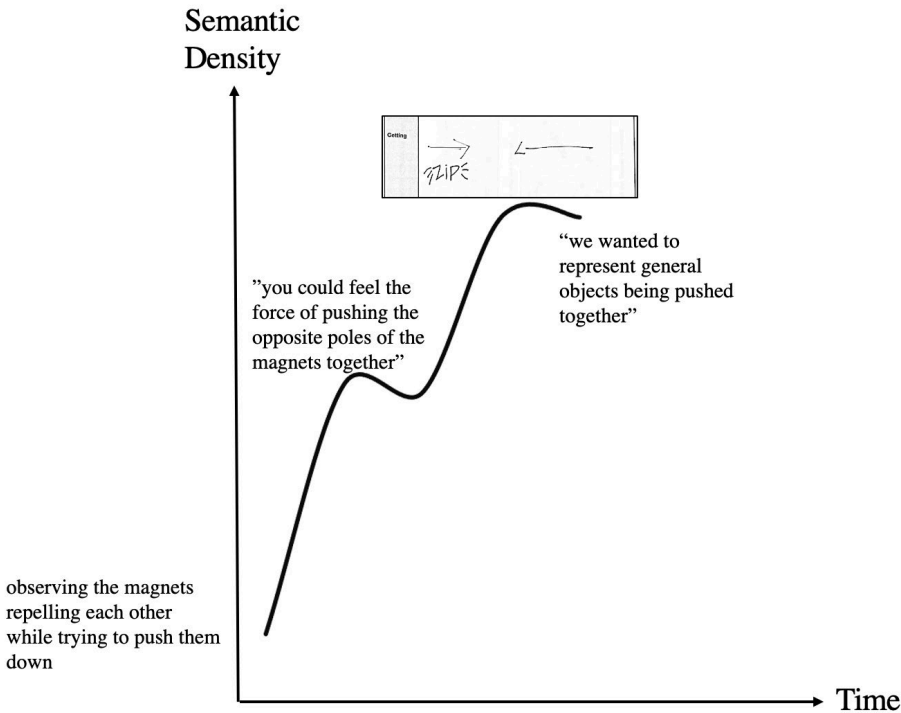 Semantic
Density
Getting
ZIP
”you could feel the
force of pushing the
opposite poles of the
magnets together”
“we wanted to
represent general
objects being pushed
together”
observing the magnets
repelling each other
while trying to push them
down
Time